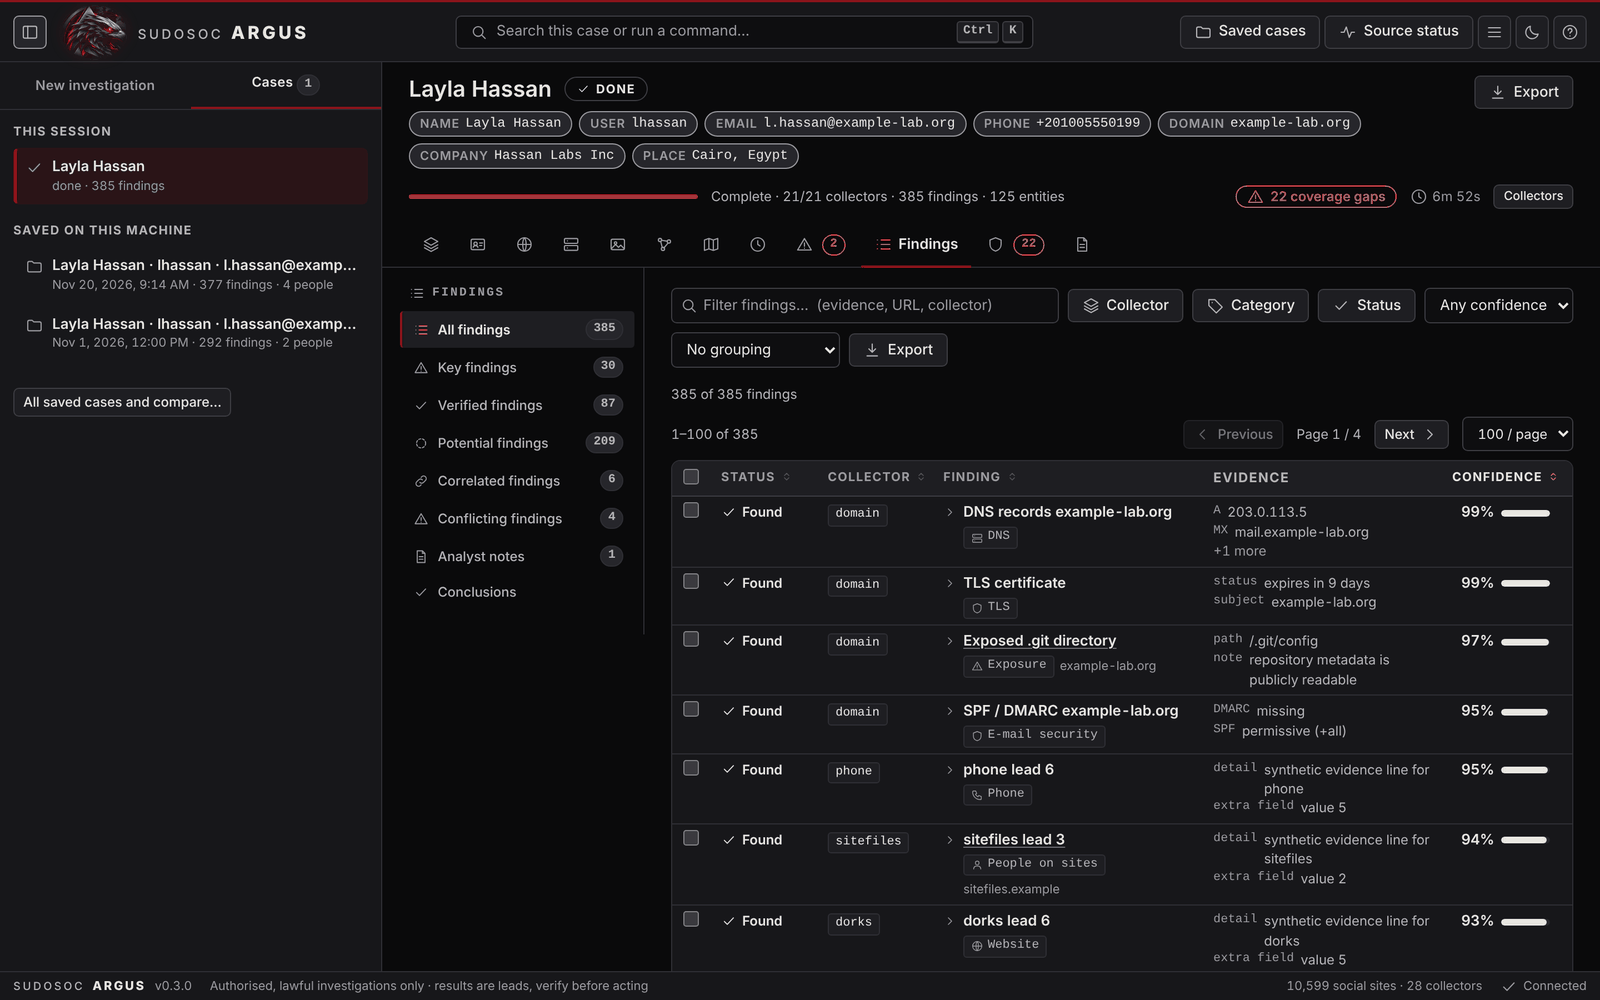 SUDOSOC ARGUS
Search this case or run a command...
Ctrl K
Saved cases
Source status
New investigation
Cases 1
THIS SESSION
Layla Hassan
done · 385 findings
SAVED ON THIS MACHINE
Layla Hassan · lhassan · l.hassan@examp...
Nov 20, 2026, 9:14 AM · 377 findings · 4 people
Layla Hassan · lhassan · l.hassan@examp...
Nov 1, 2026, 12:00 PM · 292 findings · 2 people
All saved cases and compare...
Layla Hassan
DONE
Export
NAME Layla Hassan
USER lhassan
EMAIL l.hassan@example-lab.org
PHONE +201005550199
DOMAIN example-lab.org
COMPANY Hassan Labs Inc
PLACE Cairo, Egypt
Complete · 21/21 collectors · 385 findings · 125 entities
22 coverage gaps
6m 52s
Collectors
2
Findings
22
FINDINGS
All findings 385
Key findings 30
Verified findings 87
Potential findings 209
Correlated findings 6
Conflicting findings 4
Analyst notes 1
Conclusions
Filter findings... (evidence, URL, collector)
Collector
Category
Status
Any confidence
No grouping
Export
385 of 385 findings
1–100 of 385
Previous
Page 1 / 4
Next
100 / page
STATUS COLLECTOR FINDING EVIDENCE CONFIDENCE
Found domain DNS records example-lab.org A 203.0.113.5 99%
DNS MX mail.example-lab.org
+1 more
Found domain TLS certificate status expires in 9 days 99%
TLS subject example-lab.org
Found domain Exposed .git directory path /.git/config 97%
Exposure example-lab.org note repository metadata is
publicly readable
Found domain SPF / DMARC example-lab.org DMARC missing 95%
E-mail security SPF permissive (+all)
Found phone phone lead 6 detail synthetic evidence line for 95%
Phone phone
extra field value 5
Found sitefiles sitefiles lead 3 detail synthetic evidence line for 94%
People on sites sitefiles
sitefiles.example extra field value 2
Found dorks dorks lead 6 detail synthetic evidence line for 93%
Website dorks
extra field value 5
SUDOSOC ARGUS v0.3.0 Authorised, lawful investigations only · results are leads, verify before acting
10,599 social sites · 28 collectors
Connected